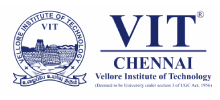 VELLORE INSTITUTE OF TECHNOLOGY
VIT
VIT®
CHENNAI
Vellore Institute of Technology
(Deemed to be University under section 3 of UGC Act, 1956)